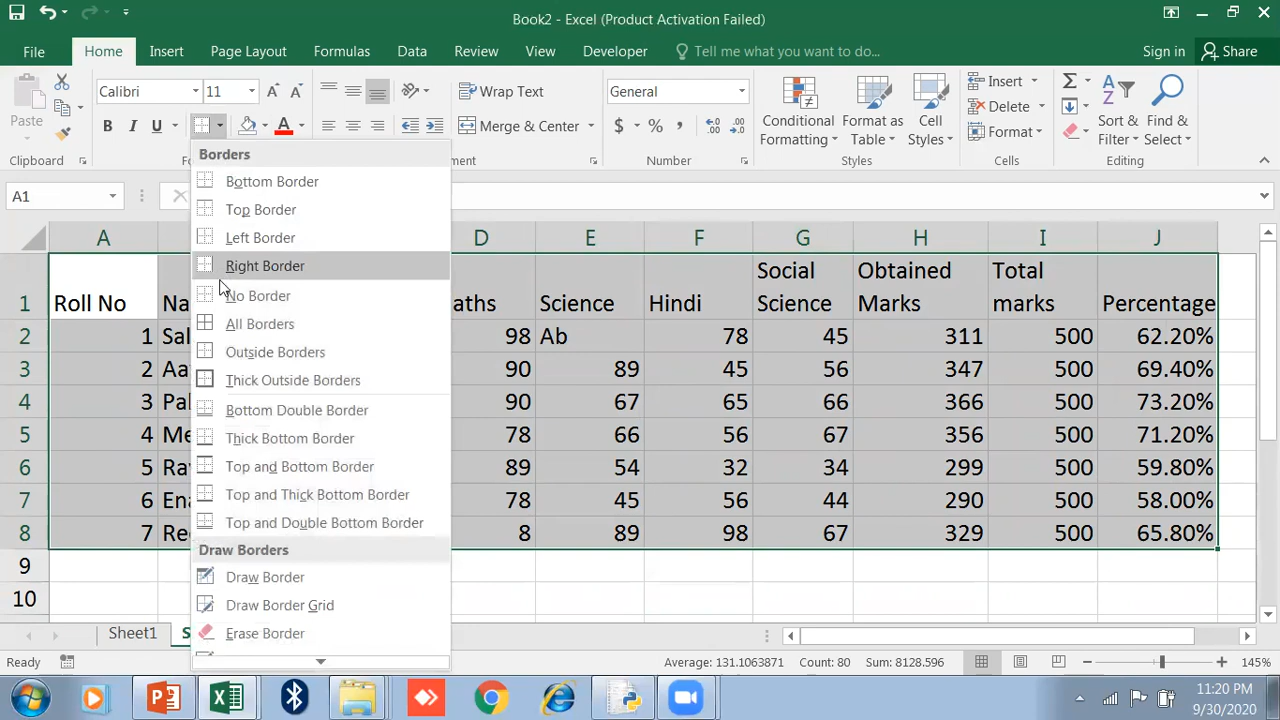 Book2 - Excel (Product Activation Failed)
File Home Insert Page Layout Formulas Data Review View Developer Tell me what you want to do... Sign in Share
Calibri 11 Wrap Text General
Paste Conditional Formatting Format as Table Cell Styles Insert Sort & Filter Find & Select
B I U Merge & Center $ % , Delete
Format
Clipboard Number Styles Cells Editing
A1
Borders
Bottom Border
Top Border
Left Border
Right Border
No Border
All Borders
Outside Borders
Thick Outside Borders
Bottom Double Border
Thick Bottom Border
Top and Bottom Border
Top and Thick Bottom Border
Top and Double Bottom Border
Draw Borders
Draw Border
Draw Border Grid
Erase Border
A D E F G H I J
1 Roll No Science Hindi Social Science Obtained Marks Total marks Percentage
2 1 98 Ab 78 45 311 500 62.20%
3 2 90 89 45 56 347 500 69.40%
4 3 90 67 65 66 366 500 73.20%
5 4 78 66 56 67 356 500 71.20%
6 5 89 54 32 34 299 500 59.80%
7 6 78 45 56 44 290 500 58.00%
8 7 8 89 98 67 329 500 65.80%
9
10
Sheet1
Ready Average: 131.1063871 Count: 80 Sum: 8128.596 145%
11:20 PM
9/30/2020